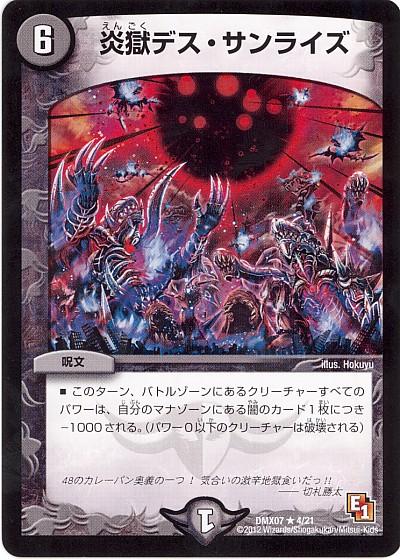 6
えんごく
炎獄デス・サンライズ
illus. Hokuyu
呪文
■ このターン、バトルゾーンにあるクリーチャーすべての
パワーは、自分のマナゾーンにある闇のカード1枚につき
-1000される。(パワー0以下のクリーチャーは破壊される)
48のカレーパン奥義の一つ! 気合いの激辛地獄食いだっ!!
── 切札勝太
1
DMX07 ★ 4/21
©2012 Wizards/Shogakukan/Mitsui-Kids
E1